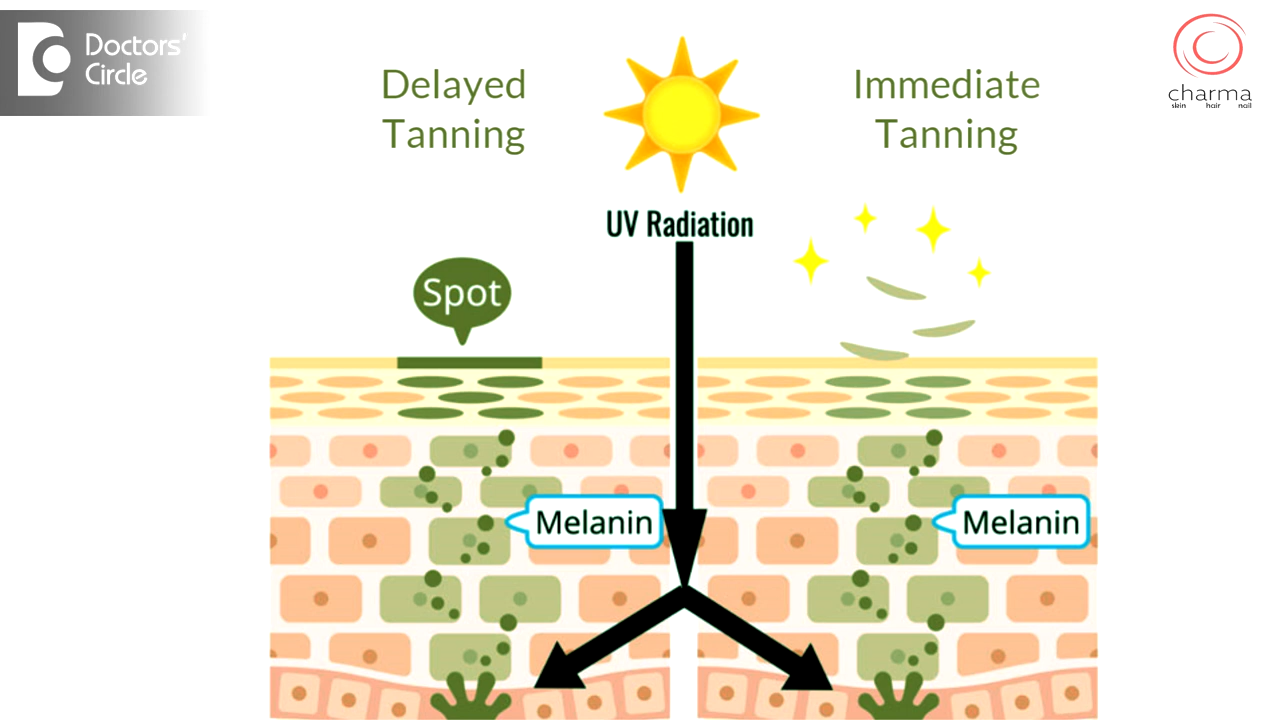 Doctors'
Circle
charma
skin hair nail
Delayed
Tanning
Immediate
Tanning
UV Radiation
Spot
Melanin
Melanin